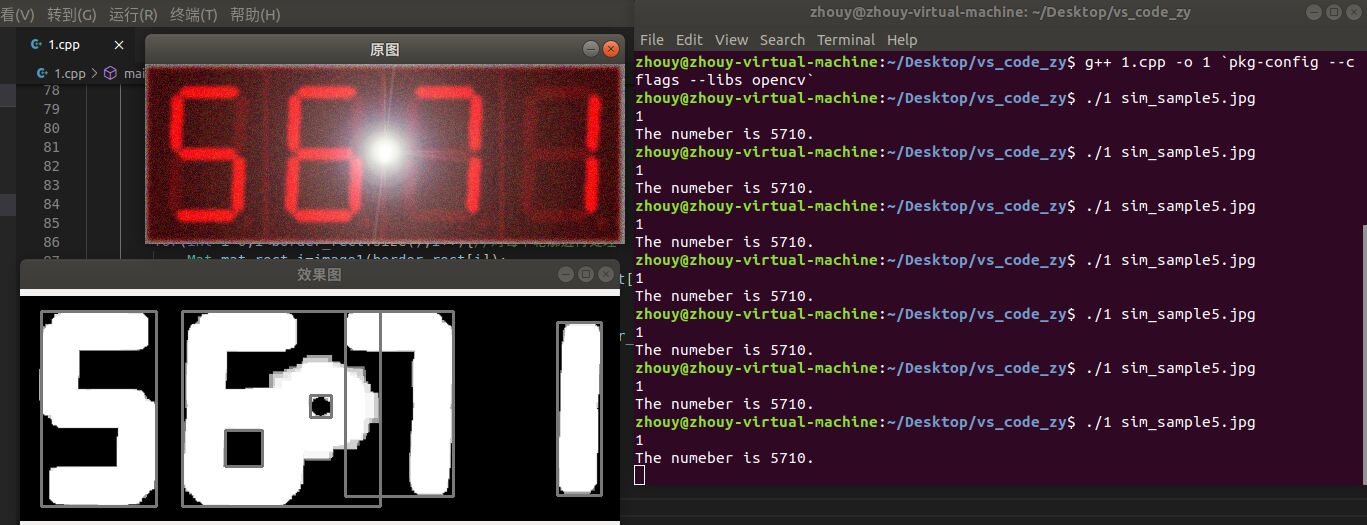 看(V) 转到(G) 运行(R) 终端(T) 帮助(H)
1.cpp ×
1.cpp > mai
78
79
80
81
82
83
84
85
86
原图
5671
Mat mat_rect_i=image1(border_rect[i]);
效果图
5671
zhouy@zhouy-virtual-machine: ~/Desktop/vs_code_zy
File Edit View Search Terminal Help
zhouy@zhouy-virtual-machine:~/Desktop/vs_code_zy$ g++ 1.cpp -o 1 `pkg-config --c
flags --libs opencv`
zhouy@zhouy-virtual-machine:~/Desktop/vs_code_zy$ ./1 sim_sample5.jpg
1
The numeber is 5710.
zhouy@zhouy-virtual-machine:~/Desktop/vs_code_zy$ ./1 sim_sample5.jpg
1
The numeber is 5710.
zhouy@zhouy-virtual-machine:~/Desktop/vs_code_zy$ ./1 sim_sample5.jpg
1
The numeber is 5710.
zhouy@zhouy-virtual-machine:~/Desktop/vs_code_zy$ ./1 sim_sample5.jpg
1
The numeber is 5710.
zhouy@zhouy-virtual-machine:~/Desktop/vs_code_zy$ ./1 sim_sample5.jpg
1
The numeber is 5710.
zhouy@zhouy-virtual-machine:~/Desktop/vs_code_zy$ ./1 sim_sample5.jpg
1
The numeber is 5710.
zhouy@zhouy-virtual-machine:~/Desktop/vs_code_zy$ ./1 sim_sample5.jpg
1
The numeber is 5710.